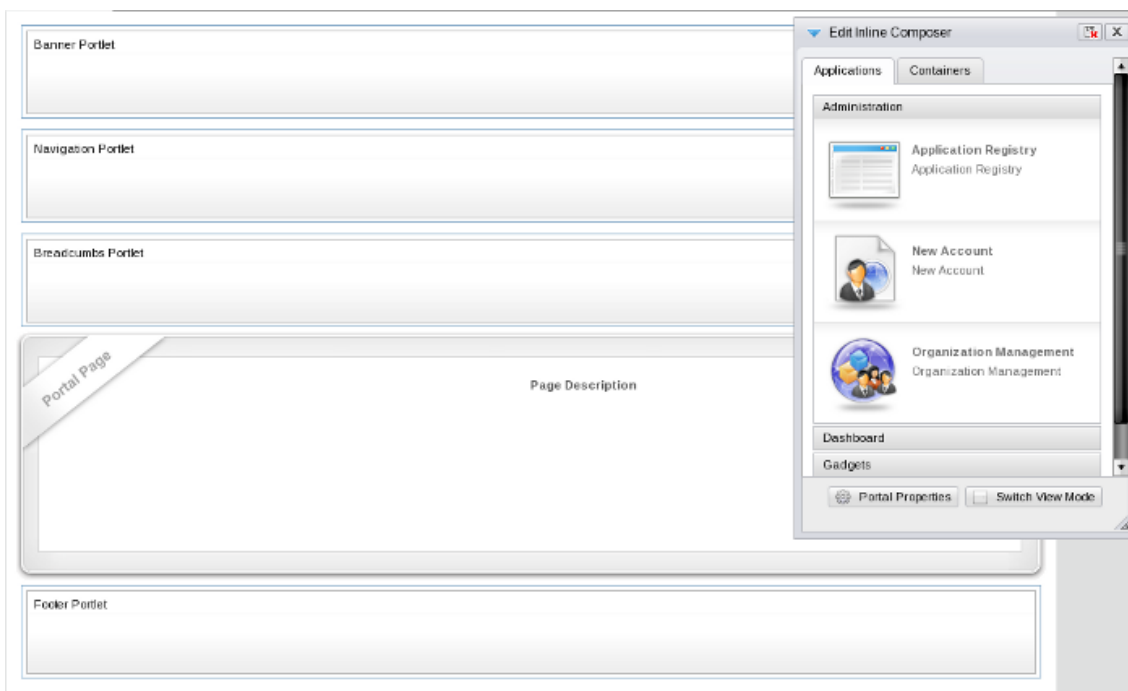 Banner Portlet
Navigation Portlet
Breadcumbs Portlet
Portal Page
Page Description
Footer Portlet
Edit Inline Composer
Applications
Containers
Administration
Application Registry
Application Registry
New Account
New Account
Organization Management
Organization Management
Dashboard
Gadgets
Portal Properties
Switch View Mode